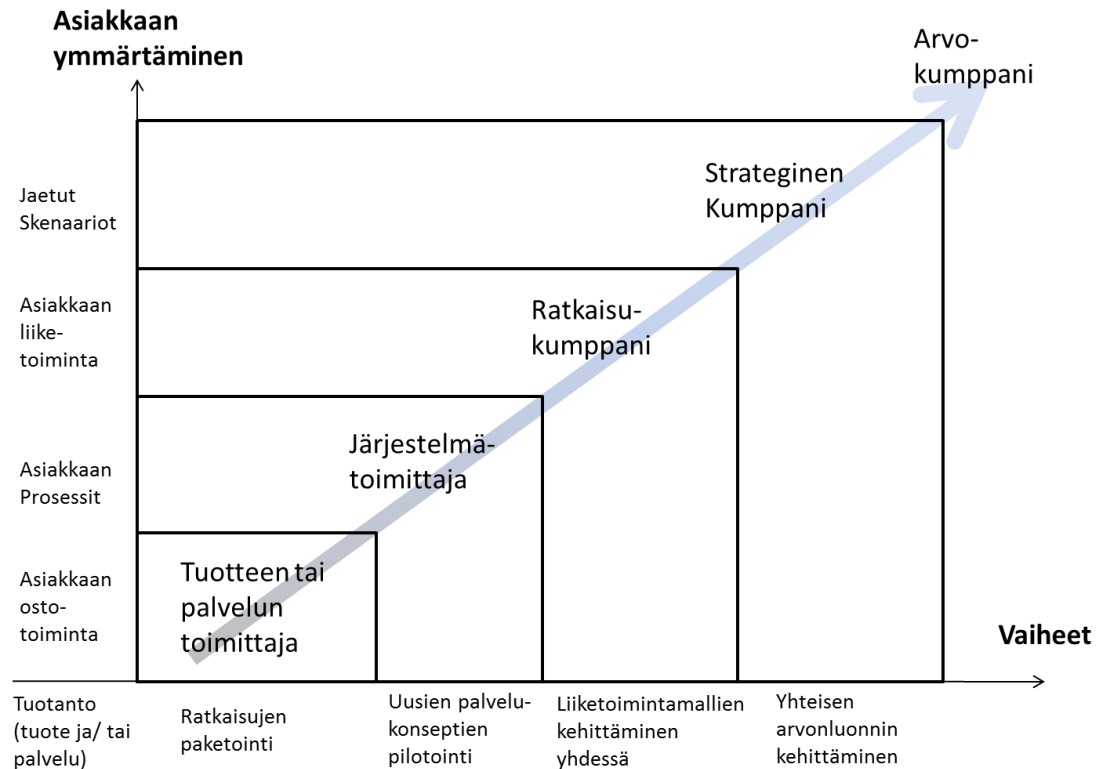 Asiakkaan
ymmärtäminen
Arvo-
kumppani
Strateginen
Kumppani
Jaetut
Skenaariot
Ratkaisu-
kumppani
Asiakkaan
liike-
toiminta
Järjestelmä-
toimittaja
Asiakkaan
Prosessit
Tuotteen tai
palvelun
toimittaja
Asiakkaan
osto-
toiminta
Vaiheet
Tuotanto
(tuote ja/ tai
palvelu)
Ratkaisujen
paketointi
Uusien palvelu-
konseptien
pilotointi
Liiketoimintamallien
kehittäminen
yhdessä
Yhteisen
arvonluonnin
kehittäminen